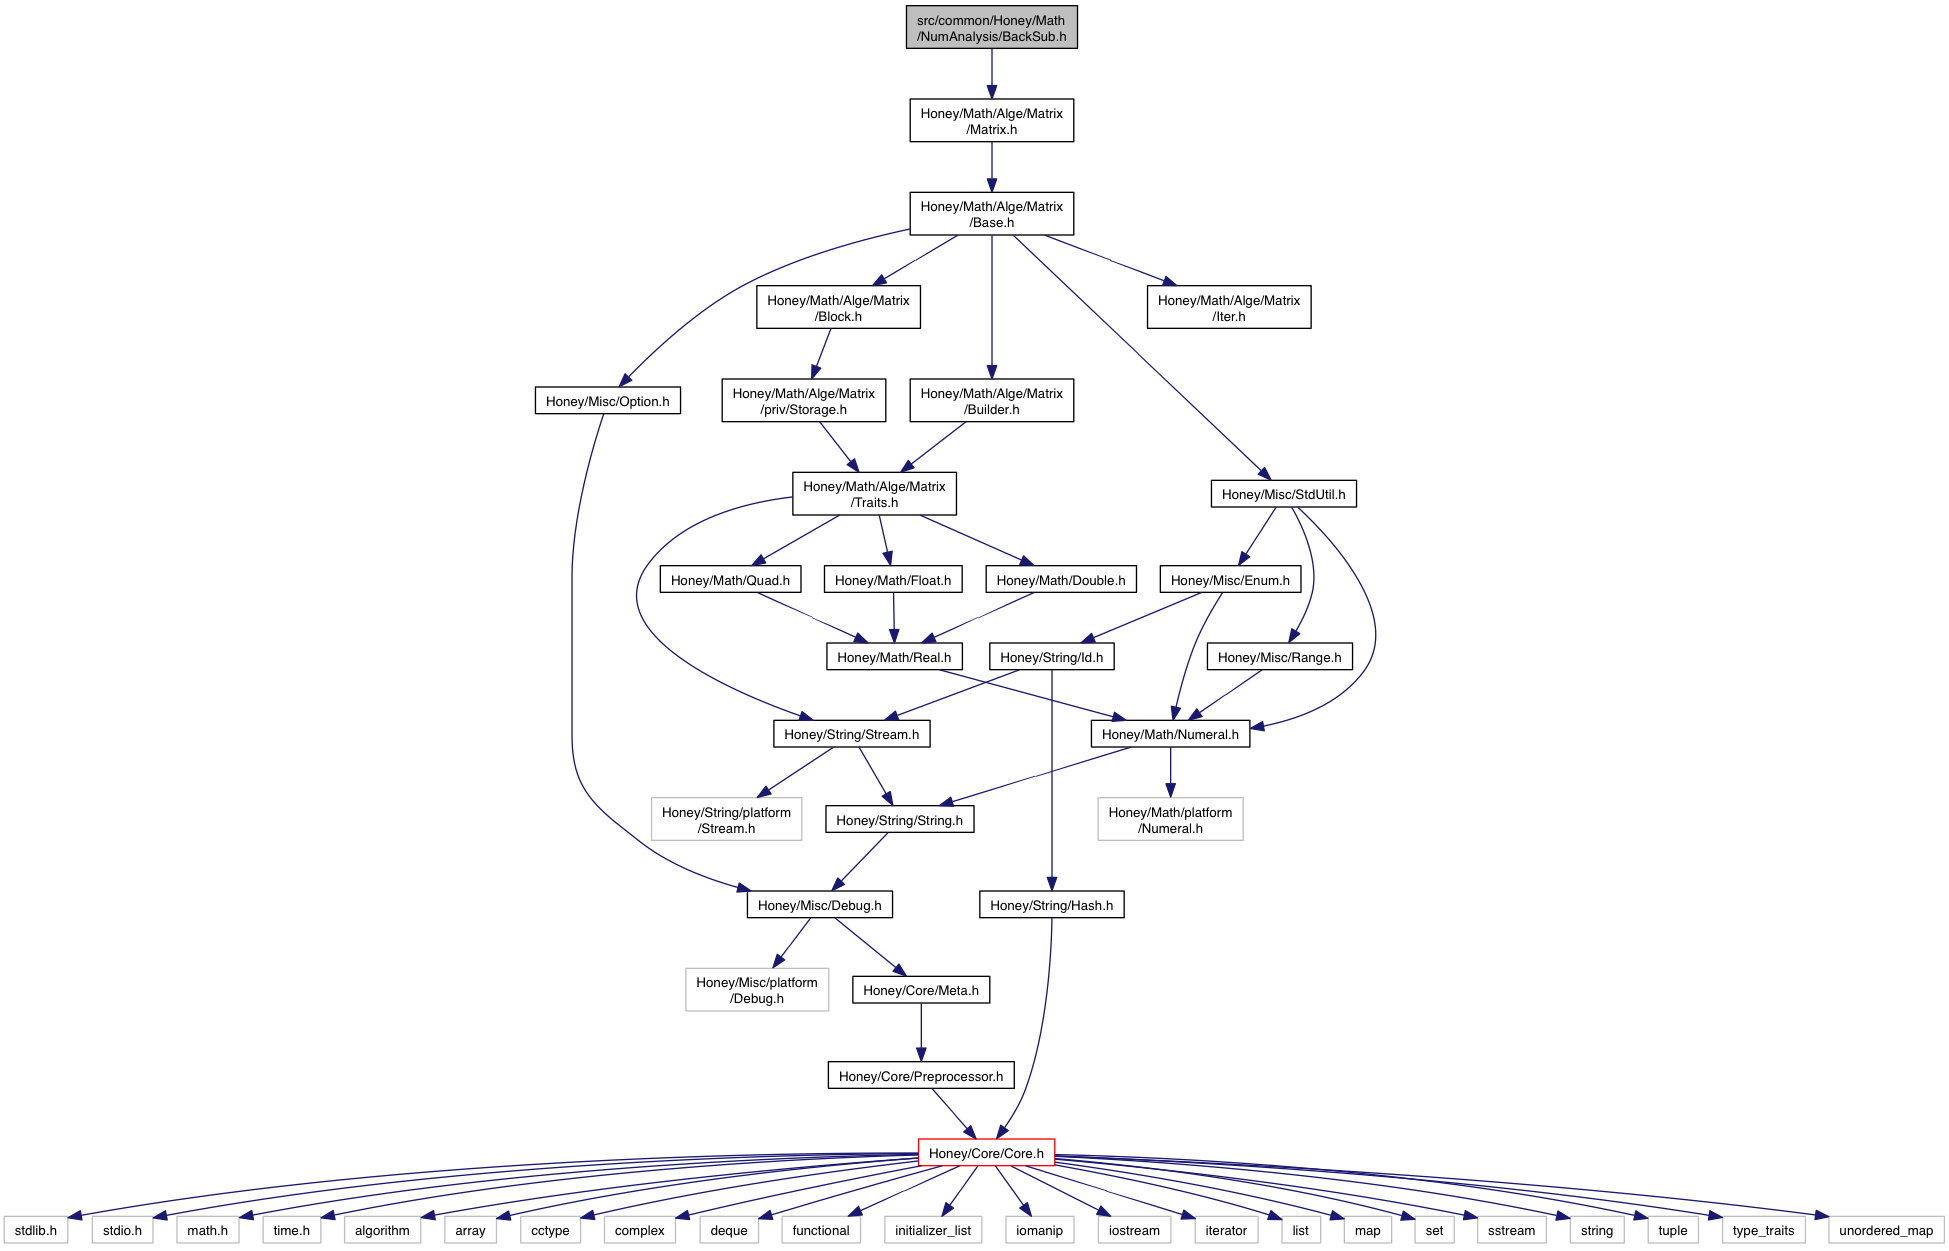 src/common/Honey/Math
/NumAnalysis/BackSub.h
Honey/Math/Alge/Matrix
/Matrix.h
Honey/Math/Alge/Matrix
/Base.h
Honey/Math/Alge/Matrix
/Block.h
Honey/Math/Alge/Matrix
/Iter.h
Honey/Misc/Option.h
Honey/Math/Alge/Matrix
/priv/Storage.h
Honey/Math/Alge/Matrix
/Builder.h
Honey/Math/Alge/Matrix
/Traits.h
Honey/Misc/StdUtil.h
Honey/Math/Quad.h
Honey/Math/Float.h
Honey/Math/Double.h
Honey/Misc/Enum.h
Honey/Math/Real.h
Honey/String/Id.h
Honey/Misc/Range.h
Honey/String/Stream.h
Honey/Math/Numeral.h
Honey/String/platform
/Stream.h
Honey/String/String.h
Honey/Math/platform
/Numeral.h
Honey/Misc/Debug.h
Honey/String/Hash.h
Honey/Misc/platform
/Debug.h
Honey/Core/Meta.h
Honey/Core/Preprocessor.h
Honey/Core/Core.h
stdlib.h
stdio.h
math.h
time.h
algorithm
array
cctype
complex
deque
functional
initializer_list
iomanip
iostream
iterator
list
map
set
sstream
string
tuple
type_traits
unordered_map